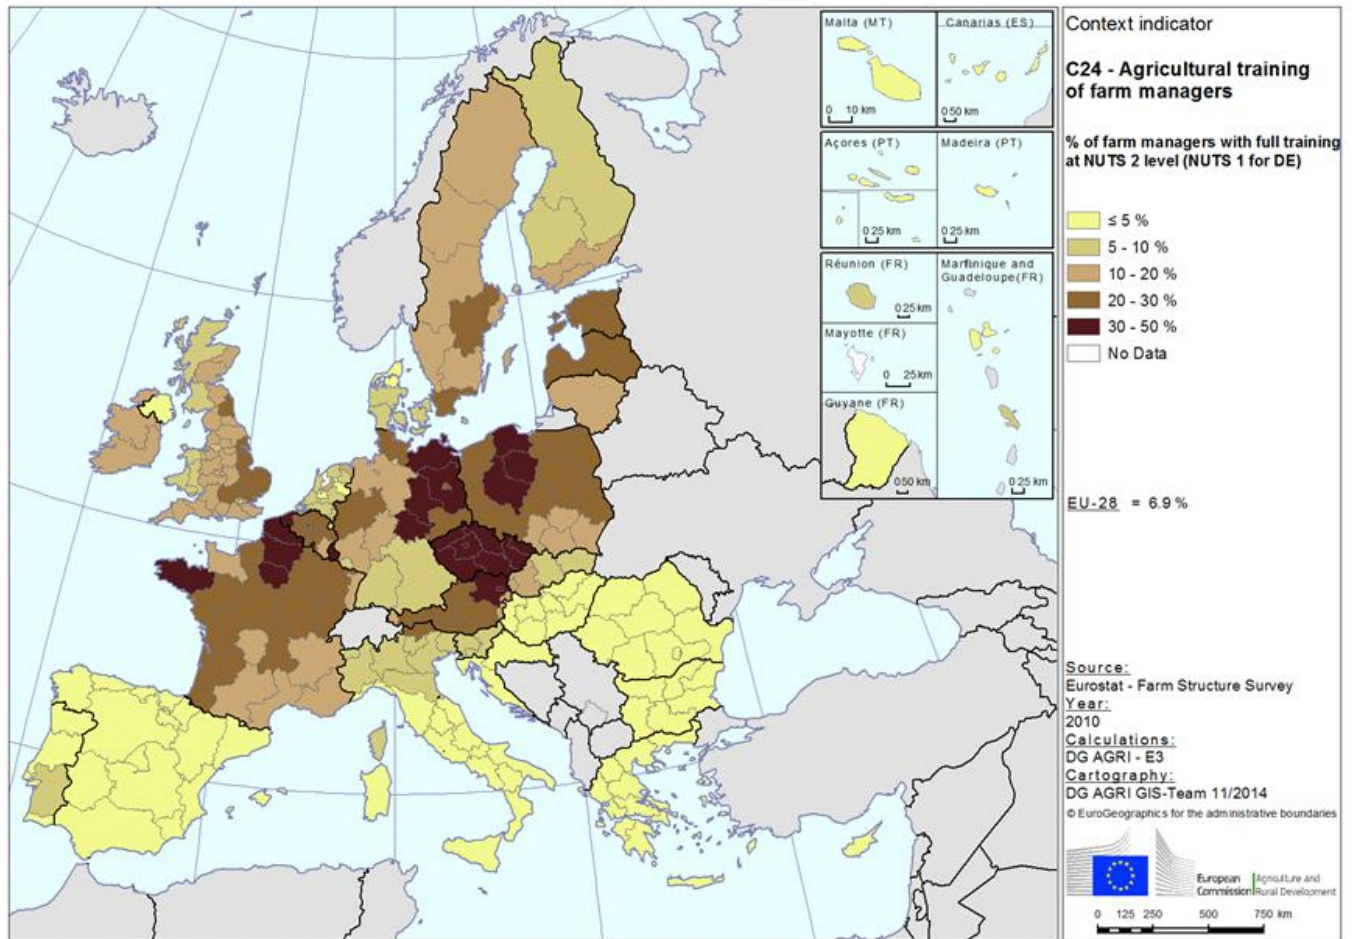 Malta (MT)
0 10 km
Canarias (ES)
0 50 km
Açores (PT)
0 25 km
Madeira (PT)
0 25 km
Réunion (FR)
0 25 km
Martinique and
Guadeloupe(FR)
0 25 km
Mayotte (FR)
0 25 km
Guyane (FR)
0 50 km
Context indicator
C24 - Agricultural training
of farm managers
% of farm managers with full training
at NUTS 2 level (NUTS 1 for DE)
≤ 5 %
5 - 10 %
10 - 20 %
20 - 30 %
30 - 50 %
No Data
EU-28 = 6.9 %
Source:
Eurostat - Farm Structure Survey
Year:
2010
Calculations:
DG AGRI - E3
Cartography:
DG AGRI GIS-Team 11/2014
© EuroGeographics for the administrative boundaries
European
Commission
Agriculture and
Rural Development
0 125 250 500 750 km